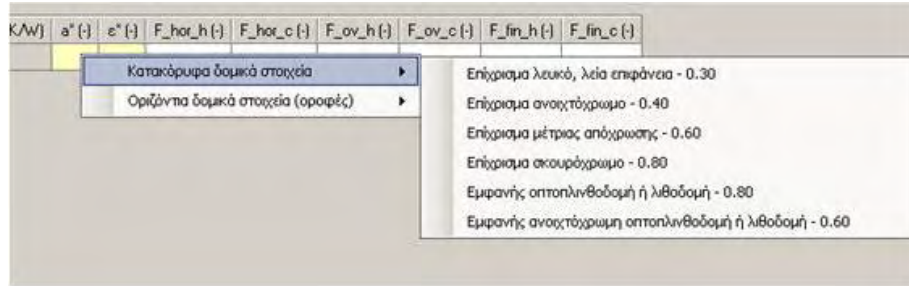 K/W) a* (-) ε* (-) F_hor_h (-) F_hor_c (-) F_ov_h (-) F_ov_c (-) F_fin_h (-) F_fin_c (-)
Κατακόρυφα δομικά στοιχεία
Οριζόντια δομικά στοιχεία (οροφές)
Επίχρισμα λευκό, λεία επιφάνεια - 0.30
Επίχρισμα ανοιχτόχρωμο - 0.40
Επίχρισμα μέτριας απόχρωσης - 0.60
Επίχρισμα σκουρόχρωμο - 0.80
Εμφανής οπτοπλινθοδομή ή λιθοδομή - 0.80
Εμφανής ανοιχτόχρωμη οπτοπλινθοδομή ή λιθοδομή - 0.60